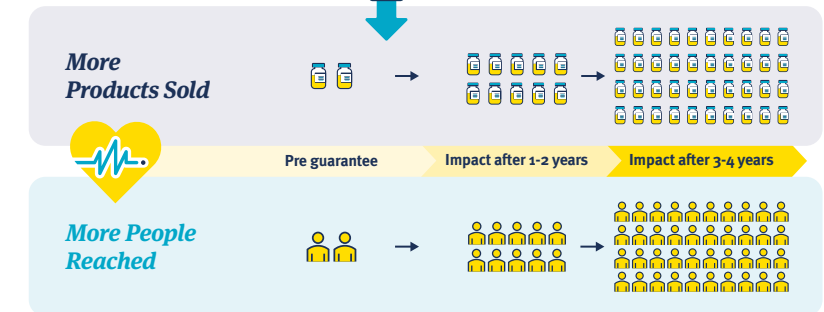 More
Products Sold
Pre guarantee
Impact after 1-2 years
Impact after 3-4 years
More People
Reached